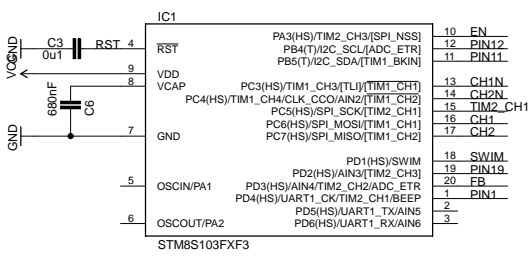 IC1
GND
C3
0u1
RST
4
RST
PA3(HS)/TIM2_CH3/[SPI_NSS]
10
EN
PB4(T)/I2C_SCL/[ADC_ETR]
12
PIN12
PB5(T)/I2C_SDA/[TIM1_BKIN]
11
PIN11
VCC
9
VDD
8
VCAP
680nF
C6
PC3(HS)/TIM1_CH3/[TLI]/[TIM1_CH1]
13
CH1N
PC4(HS)/TIM1_CH4/CLK_CCO/AIN2/[TIM1_CH2]
14
CH2N
PC5(HS)/SPI_SCK/[TIM2_CH1]
15
TIM2_CH1
PC6(HS)/SPI_MOSI/[TIM1_CH1]
16
CH1
PC7(HS)/SPI_MISO/[TIM1_CH2]
17
CH2
GND
7
GND
PD1(HS)/SWIM
18
SWIM
PD2(HS)/AIN3/[TIM2_CH3]
19
PIN19
5
OSCIN/PA1
PD3(HS)/AIN4/TIM2_CH2/ADC_ETR
20
FB
PD4(HS)/UART1_CK/TIM2_CH1/BEEP
1
PIN1
PD5(HS)/UART1_TX/AIN5
2
6
OSCOUT/PA2
PD6(HS)/UART1_RX/AIN6
3
STM8S103FXF3